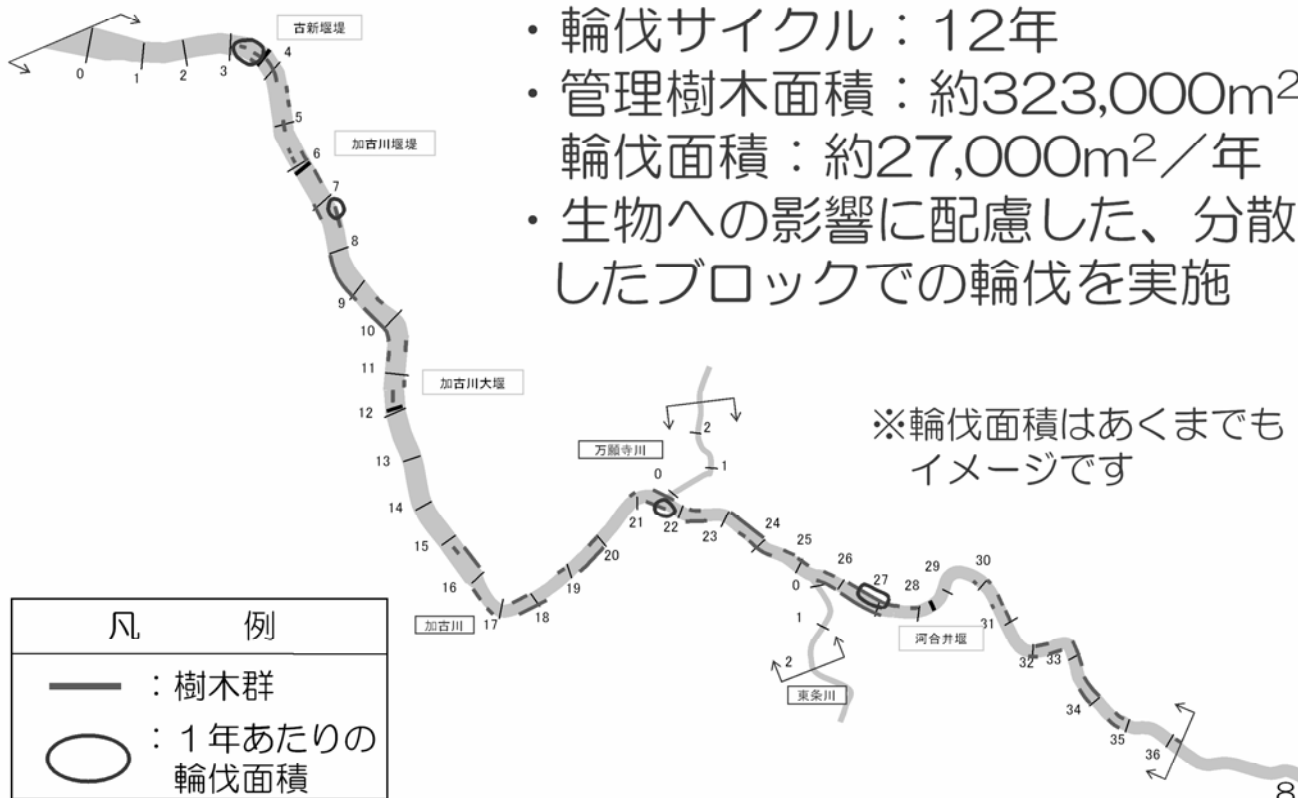 ・輪伐サイクル：12年
・管理樹木面積：約323,000m²
輪伐面積：約27,000m²／年
・生物への影響に配慮した、分散
したブロックでの輪伐を実施
※輪伐面積はあくまでも
イメージです
古新堰堤
0
1
2
3
4
5
6
加古川堰堤
7
8
9
10
11
加古川大堰
12
13
14
15
16
加古川
17
18
19
20
21
22
万願寺川
0
1
2
23
24
25
26
27
28
29
30
0
1
2
東条川
河合井堰
31
32
33
34
35
36
凡 例
：樹木群
：１年あたりの
輪伐面積
8